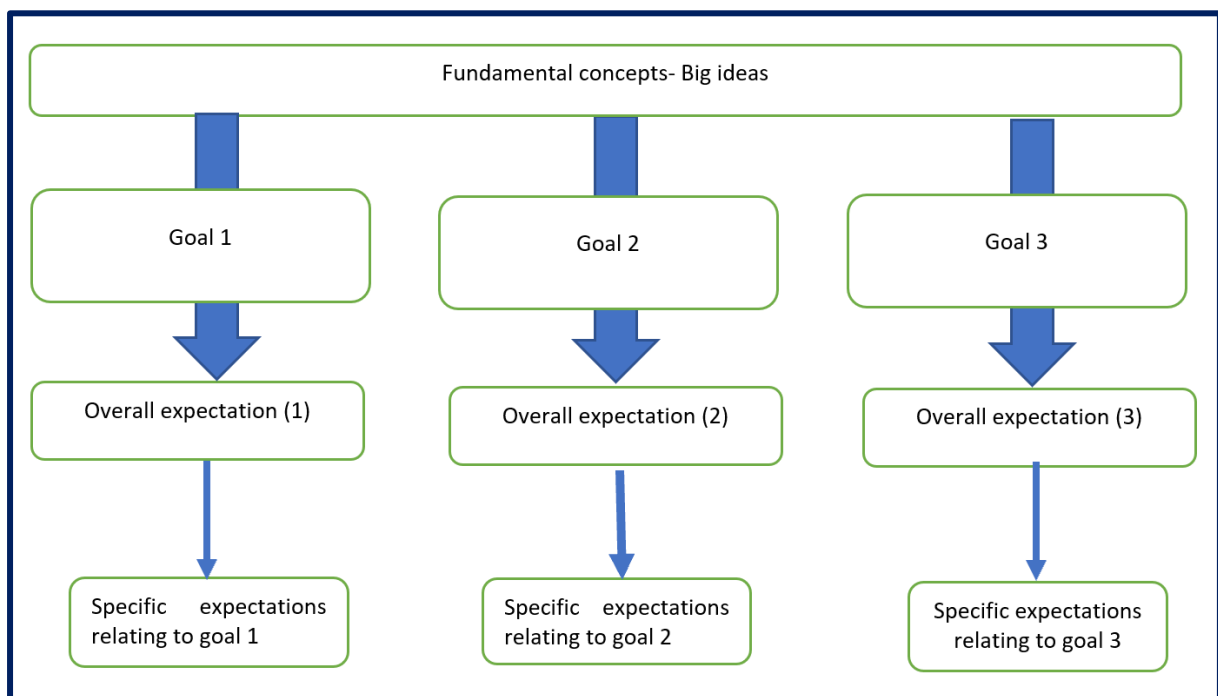 Fundamental concepts- Big ideas
Goal 1
Goal 2
Goal 3
Overall expectation (1)
Overall expectation (2)
Overall expectation (3)
Specific expectations
relating to goal 1
Specific expectations
relating to goal 2
Specific expectations
relating to goal 3